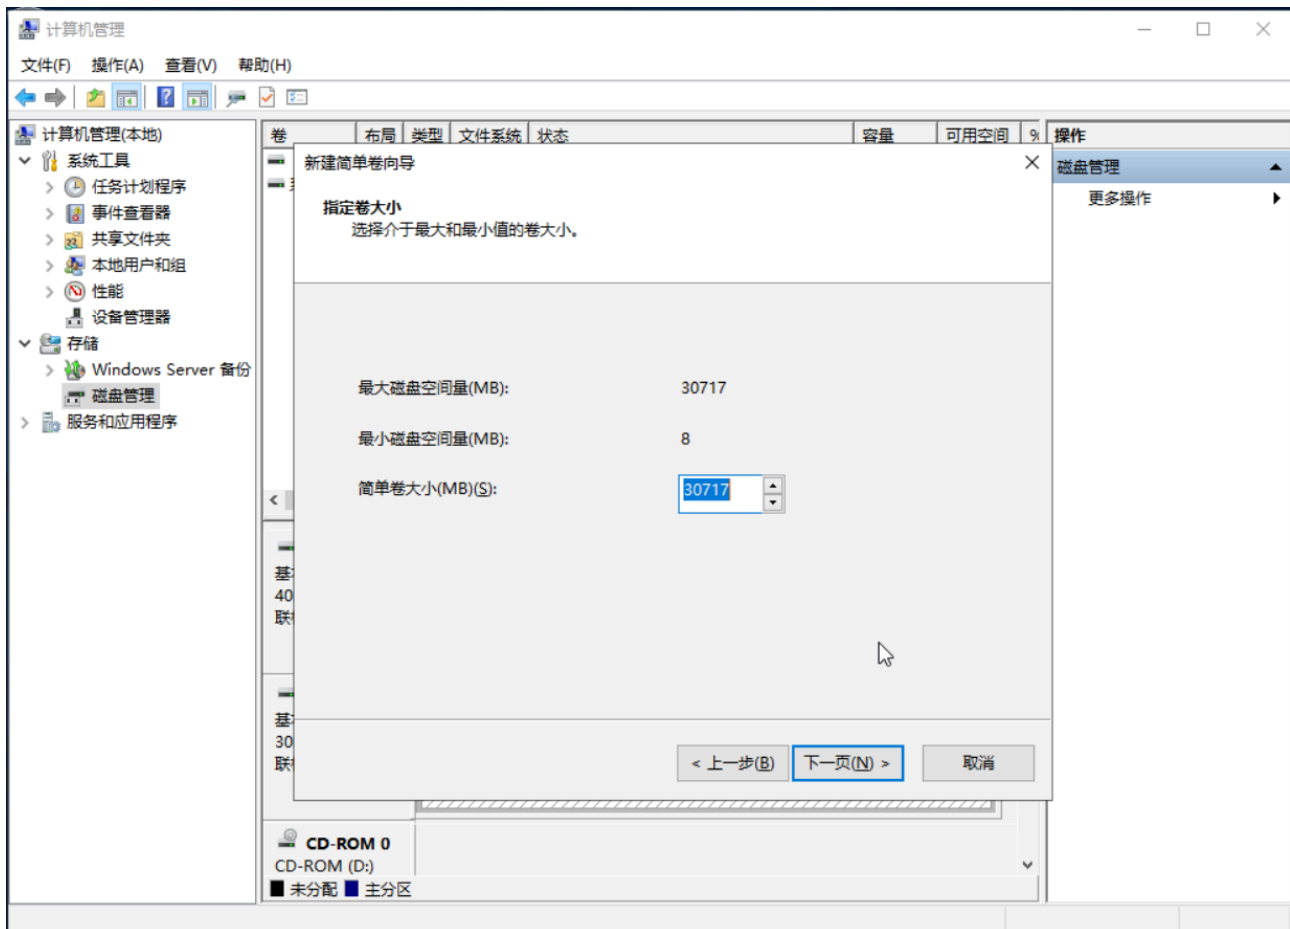 计算机管理
文件(F) 操作(A) 查看(V) 帮助(H)
计算机管理(本地)
系统工具
任务计划程序
事件查看器
共享文件夹
本地用户和组
性能
设备管理器
存储
Windows Server 备份
磁盘管理
服务和应用程序
卷 布局 类型 文件系统 状态 容量 可用空间 %
新建简单卷向导
指定卷大小
选择介于最大和最小值的卷大小。
最大磁盘空间量(MB): 30717
最小磁盘空间量(MB): 8
简单卷大小(MB)(S): 30717
< 上一步(B) 下一页(N) > 取消
40
30
CD-ROM 0
CD-ROM (D:)
未分配 主分区
操作
磁盘管理
更多操作